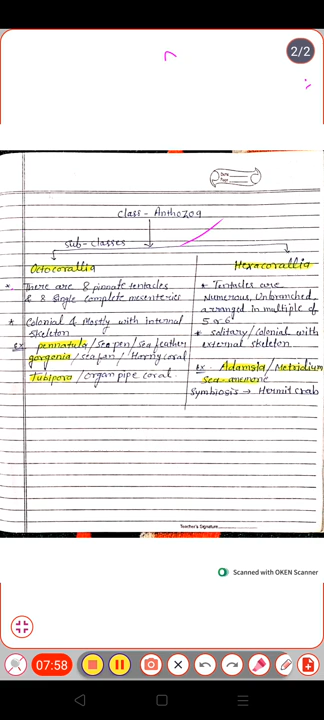 2/2
Date
Page
Class - Anthozoa
Sub-classes
Octocorallia
* There are 8 pinnate tentacles
& 8 Single complete mesenteries
* Colonial & Mostly with internal
Skeleton
Ex pennatula/sea pen/sea feather
gorgonia/sea fan/Horny coral
Tubipora/organ pipe coral.
Hexacorallia
* Tentacles are
Numerous, Unbranched
arranged in multiple of
5 or 6
* Solitary/Colonial with
external skeleton
Ex Adamsia/Metridium
Sea-anemone
Symbiosis → Hermit crab
Teacher's Signature
Scanned with OKEN Scanner
07:58